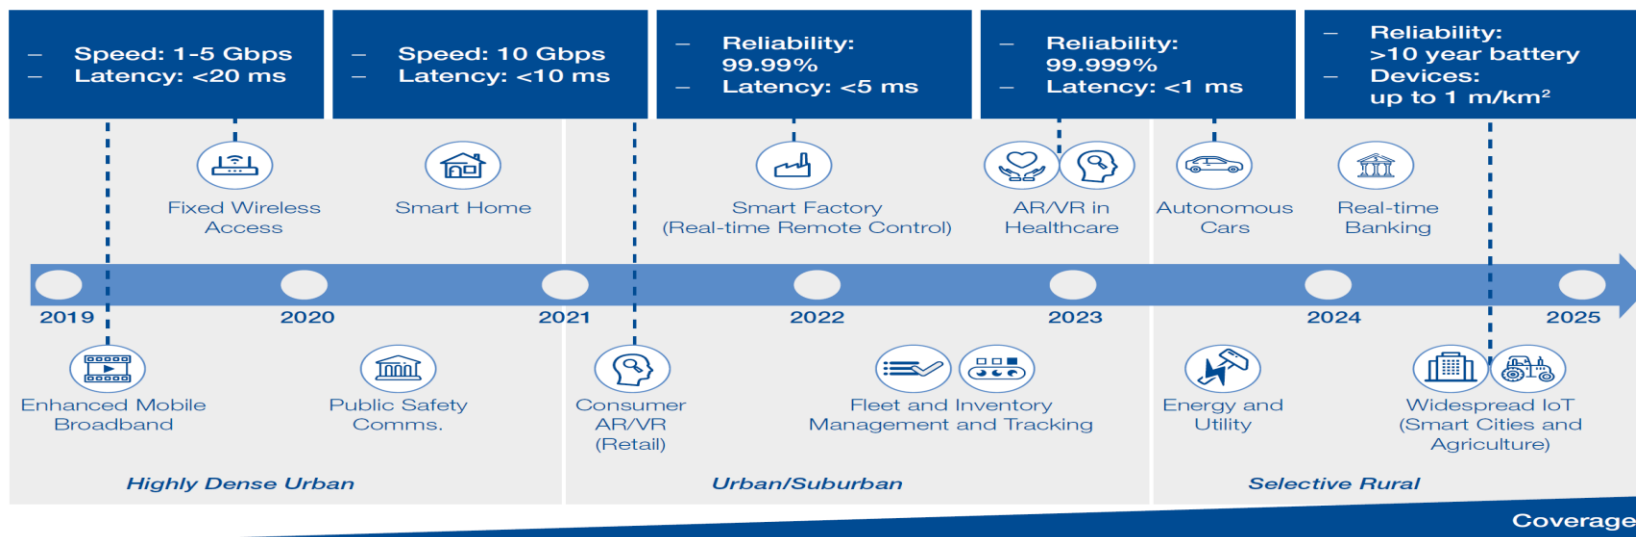 – Speed: 1-5 Gbps
– Latency: <20 ms
– Speed: 10 Gbps
– Latency: <10 ms
– Reliability:
99.99%
– Latency: <5 ms
– Reliability:
99.999%
– Latency: <1 ms
– Reliability:
>10 year battery
– Devices:
up to 1 m/km²
Fixed Wireless
Access
Smart Home
Smart Factory
(Real-time Remote Control)
AR/VR in
Healthcare
Autonomous
Cars
Real-time
Banking
2019
2020
2021
2022
2023
2024
2025
Enhanced Mobile
Broadband
Public Safety
Comms.
Consumer
AR/VR
(Retail)
Fleet and Inventory
Management and Tracking
Energy and
Utility
Widespread IoT
(Smart Cities and
Agriculture)
Highly Dense Urban
Urban/Suburban
Selective Rural
Coverage